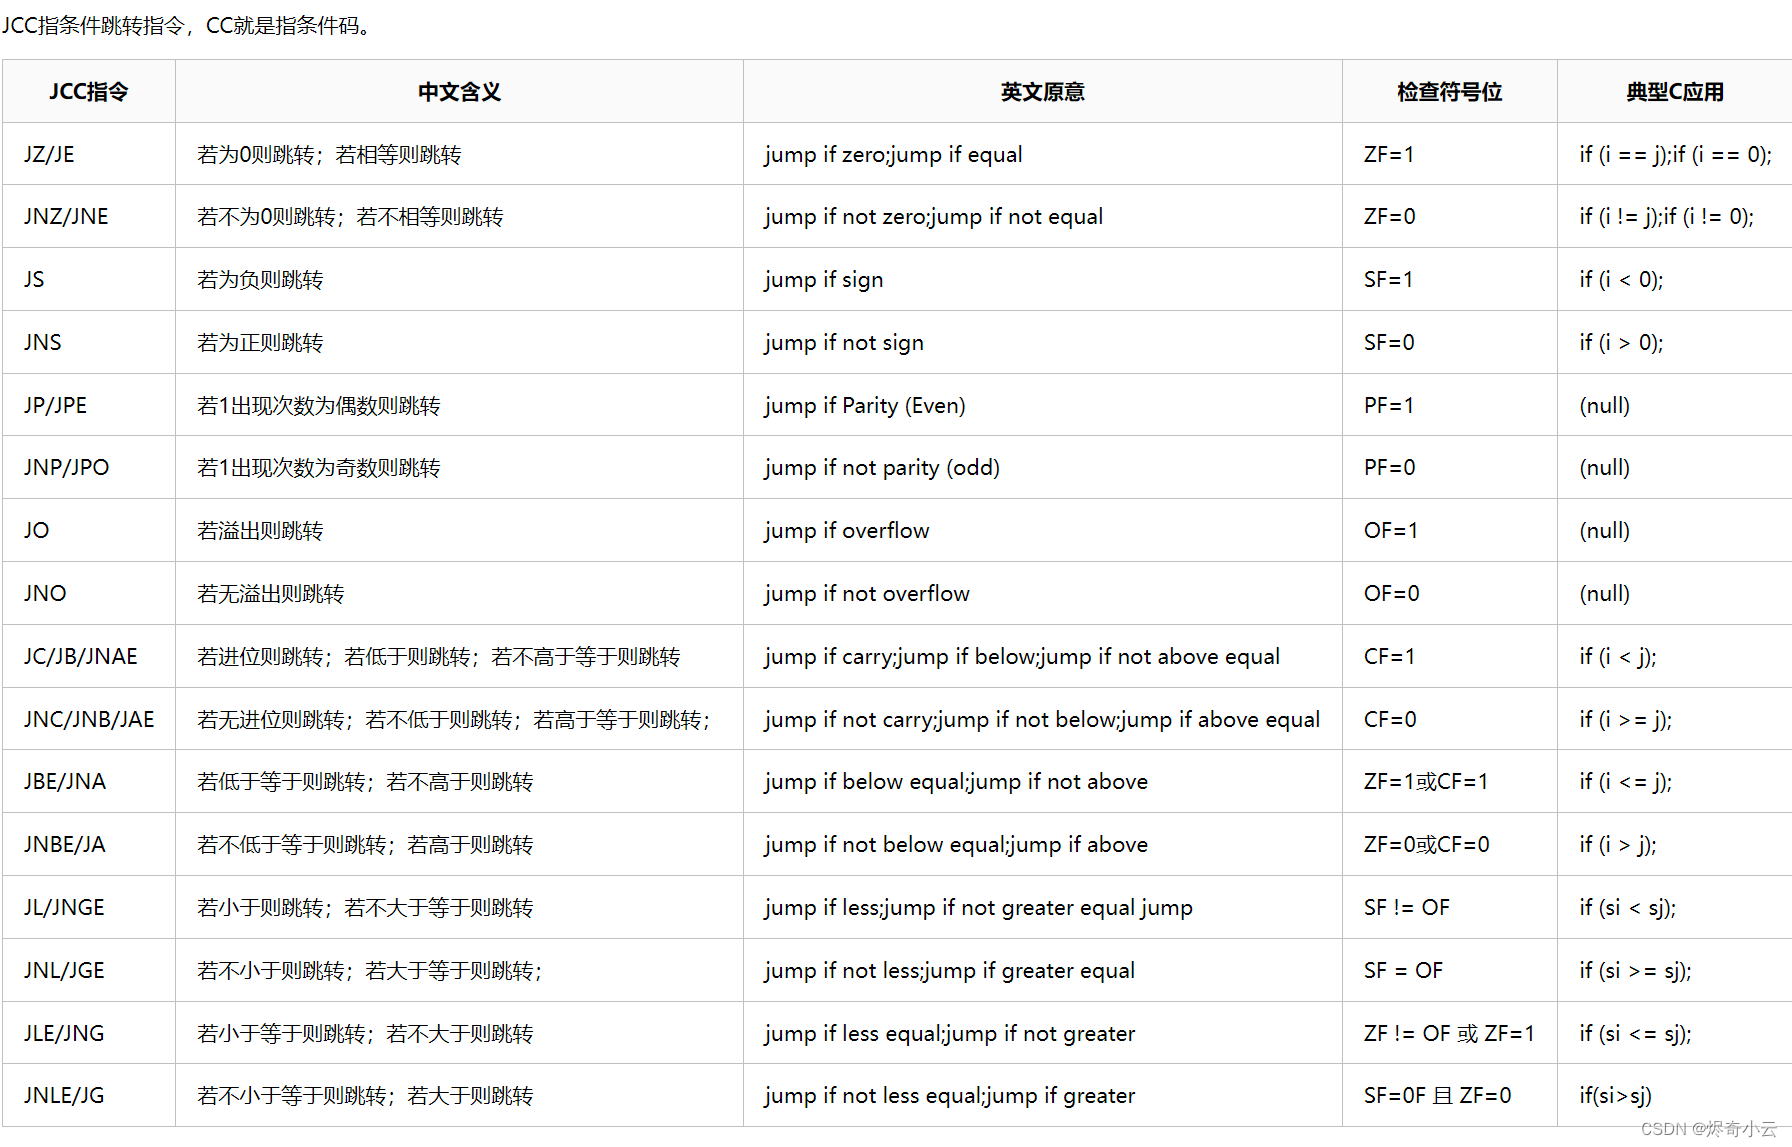 JCC指条件跳转指令，CC就是指条件码。
JCC指令 中文含义 英文原意 检查符号位 典型C应用
JZ/JE 若为0则跳转；若相等则跳转 jump if zero;jump if equal ZF=1 if (i == j);if (i == 0);
JNZ/JNE 若不为0则跳转；若不相等则跳转 jump if not zero;jump if not equal ZF=0 if (i != j);if (i != 0);
JS 若为负则跳转 jump if sign SF=1 if (i < 0);
JNS 若为正则跳转 jump if not sign SF=0 if (i > 0);
JP/JPE 若1出现次数为偶数则跳转 jump if Parity (Even) PF=1 (null)
JNP/JPO 若1出现次数为奇数则跳转 jump if not parity (odd) PF=0 (null)
JO 若溢出则跳转 jump if overflow OF=1 (null)
JNO 若无溢出则跳转 jump if not overflow OF=0 (null)
JC/JB/JNAE 若进位则跳转；若低于则跳转；若不高于等于则跳转 jump if carry;jump if below;jump if not above equal CF=1 if (i < j);
JNC/JNB/JAE 若无进位则跳转；若不低于则跳转；若高于等于则跳转； jump if not carry;jump if not below;jump if above equal CF=0 if (i >= j);
JBE/JNA 若低于等于则跳转；若不高于则跳转 jump if below equal;jump if not above ZF=1或CF=1 if (i <= j);
JNBE/JA 若不低于等于则跳转；若高于则跳转 jump if not below equal;jump if above ZF=0或CF=0 if (i > j);
JL/JNGE 若小于则跳转；若不大于等于则跳转 jump if less;jump if not greater equal jump SF != OF if (si < sj);
JNL/JGE 若不小于则跳转；若大于等于则跳转； jump if not less;jump if greater equal SF = OF if (si >= sj);
JLE/JNG 若小于等于则跳转；若不大于则跳转 jump if less equal;jump if not greater ZF != OF 或 ZF=1 if (si <= sj);
JNLE/JG 若不小于等于则跳转；若大于则跳转 jump if not less equal;jump if greater SF=0F 且 ZF=0 if(si>sj)
CSDN @烬奇小云